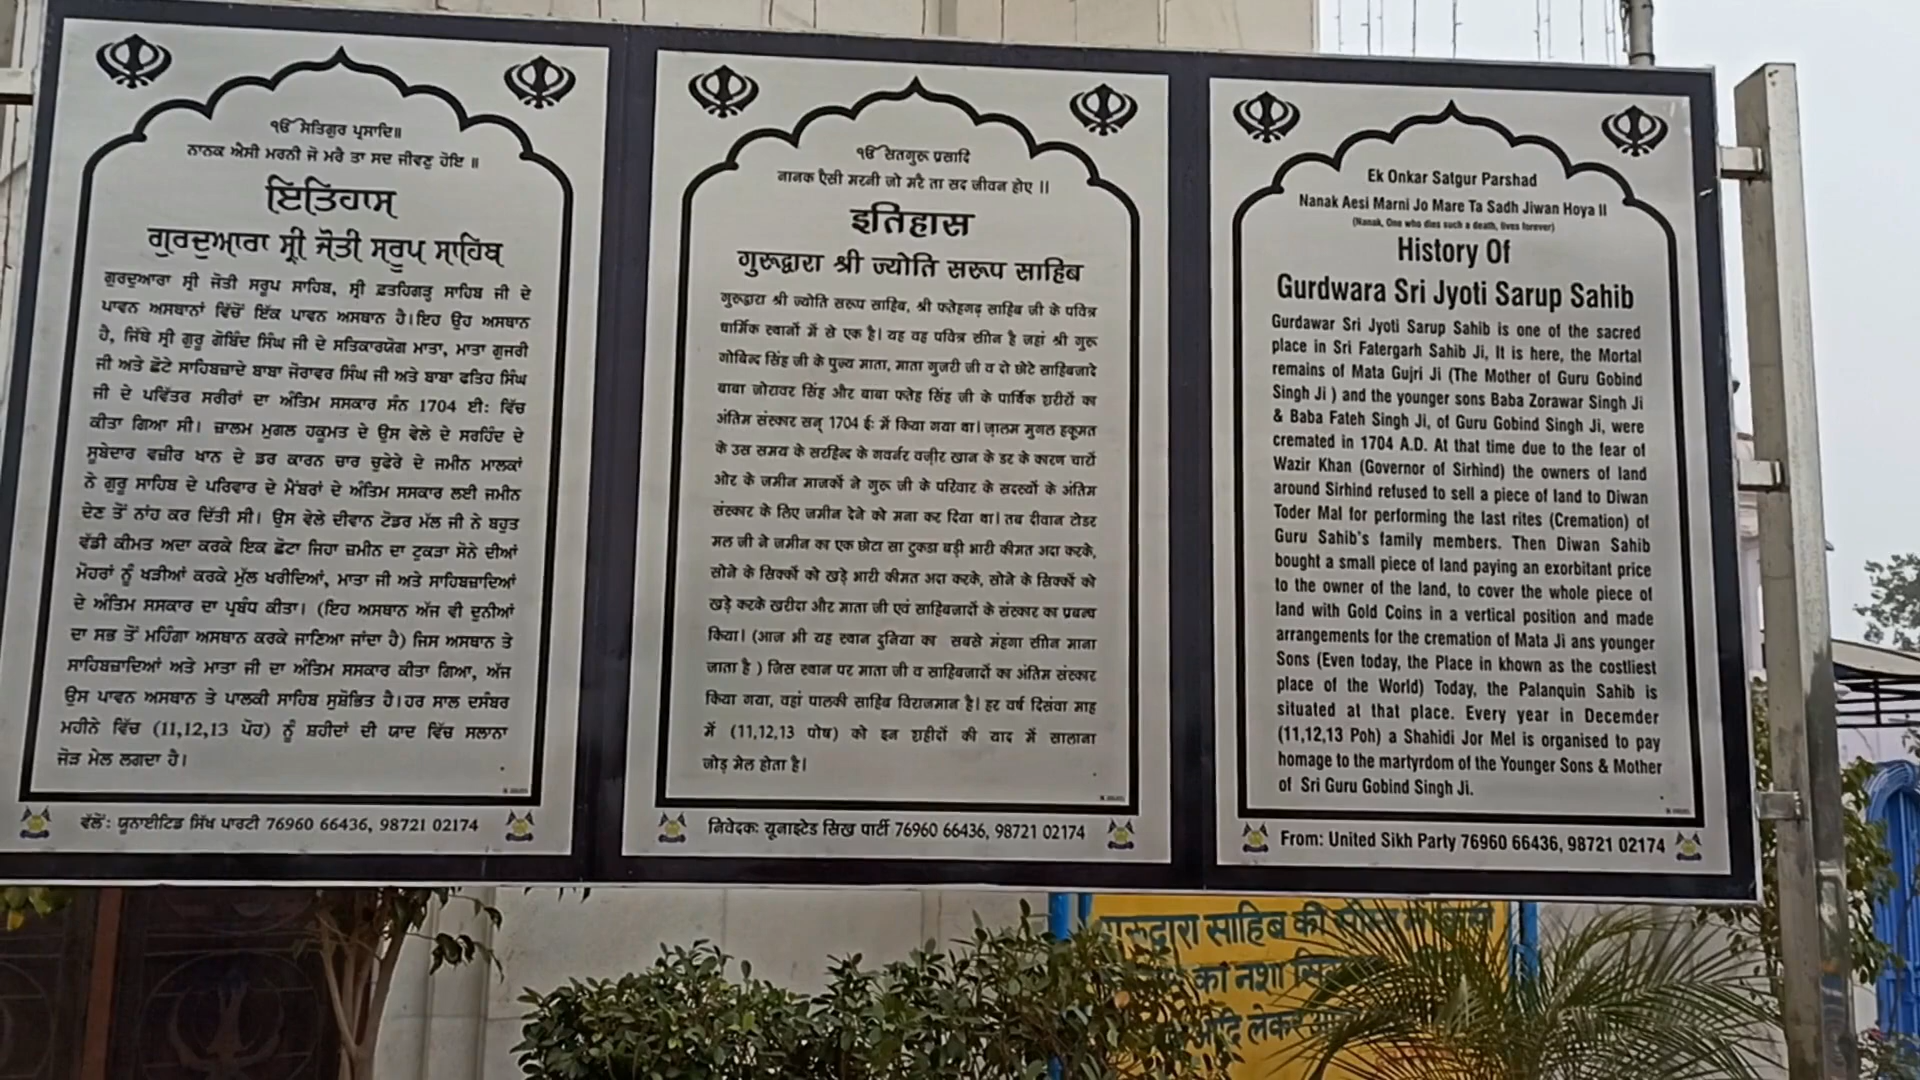 ੴ ਸਤਿਗੁਰ ਪ੍ਰਸਾਦਿ॥
ਨਾਨਕ ਐਸੀ ਮਰਨੀ ਜੋ ਮਰੈ ਤਾ ਸਦ ਜੀਵਣੁ ਹੋਇ ॥
ਇਤਿਹਾਸ
ਗੁਰਦੁਆਰਾ ਸ੍ਰੀ ਜੋਤੀ ਸਰੂਪ ਸਾਹਿਬ
ਗੁਰਦੁਆਰਾ ਸ੍ਰੀ ਜੋਤੀ ਸਰੂਪ ਸਾਹਿਬ, ਸ੍ਰੀ ਫ਼ਤਹਿਗੜ੍ਹ ਸਾਹਿਬ ਜੀ ਦੇ
ਪਾਵਨ ਅਸਥਾਨਾਂ ਵਿੱਚੋਂ ਇੱਕ ਪਾਵਨ ਅਸਥਾਨ ਹੈ।ਇਹ ਉਹ ਅਸਥਾਨ
ਹੈ, ਜਿੱਥੇ ਸ੍ਰੀ ਗੁਰੂ ਗੋਬਿੰਦ ਸਿੰਘ ਜੀ ਦੇ ਸਤਿਕਾਰਯੋਗ ਮਾਤਾ, ਮਾਤਾ ਗੁਜਰੀ
ਜੀ ਅਤੇ ਛੋਟੇ ਸਾਹਿਬਜ਼ਾਦੇ ਬਾਬਾ ਜੋਰਾਵਰ ਸਿੰਘ ਜੀ ਅਤੇ ਬਾਬਾ ਫਤਿਹ ਸਿੰਘ
ਜੀ ਦੇ ਪਵਿੱਤਰ ਸਰੀਰਾਂ ਦਾ ਅੰਤਿਮ ਸਸਕਾਰ ਸੰਨ 1704 ਈ: ਵਿੱਚ
ਕੀਤਾ ਗਿਆ ਸੀ। ਜ਼ਾਲਮ ਮੁਗਲ ਹਕੂਮਤ ਦੇ ਉਸ ਵੇਲੇ ਦੇ ਸਰਹਿੰਦ ਦੇ
ਸੂਬੇਦਾਰ ਵਜ਼ੀਰ ਖਾਨ ਦੇ ਡਰ ਕਾਰਨ ਚਾਰ ਚੁਫੇਰੇ ਦੇ ਜਮੀਨ ਮਾਲਕਾਂ
ਨੇ ਗੁਰੂ ਸਾਹਿਬ ਦੇ ਪਰਿਵਾਰ ਦੇ ਮੈਂਬਰਾਂ ਦੇ ਅੰਤਿਮ ਸਸਕਾਰ ਲਈ ਜਮੀਨ
ਦੇਣ ਤੋਂ ਨਾਂਹ ਕਰ ਦਿੱਤੀ ਸੀ। ਉਸ ਵੇਲੇ ਦੀਵਾਨ ਟੋਡਰ ਮੱਲ ਜੀ ਨੇ ਬਹੁਤ
ਵੱਡੀ ਕੀਮਤ ਅਦਾ ਕਰਕੇ ਇਕ ਛੋਟਾ ਜਿਹਾ ਜ਼ਮੀਨ ਦਾ ਟੁਕੜਾ ਸੋਨੇ ਦੀਆਂ
ਮੋਹਰਾਂ ਨੂੰ ਖੜੀਆਂ ਕਰਕੇ ਮੁੱਲ ਖਰੀਦਿਆਂ, ਮਾਤਾ ਜੀ ਅਤੇ ਸਾਹਿਬਜ਼ਾਦਿਆਂ
ਦੇ ਅੰਤਿਮ ਸਸਕਾਰ ਦਾ ਪ੍ਰਬੰਧ ਕੀਤਾ। (ਇਹ ਅਸਥਾਨ ਅੱਜ ਵੀ ਦੁਨੀਆਂ
ਦਾ ਸਭ ਤੋਂ ਮਹਿੰਗਾ ਅਸਥਾਨ ਕਰਕੇ ਜਾਣਿਆ ਜਾਂਦਾ ਹੈ) ਜਿਸ ਅਸਥਾਨ ਤੇ
ਸਾਹਿਬਜ਼ਾਦਿਆਂ ਅਤੇ ਮਾਤਾ ਜੀ ਦਾ ਅੰਤਿਮ ਸਸਕਾਰ ਕੀਤਾ ਗਿਆ, ਅੱਜ
ਉਸ ਪਾਵਨ ਅਸਥਾਨ ਤੇ ਪਾਲਕੀ ਸਾਹਿਬ ਸੁਸ਼ੋਭਿਤ ਹੈ।ਹਰ ਸਾਲ ਦਸੰਬਰ
ਮਹੀਨੇ ਵਿੱਚ (11,12,13 ਪੋਹ) ਨੂੰ ਸ਼ਹੀਦਾਂ ਦੀ ਯਾਦ ਵਿੱਚ ਸਲਾਨਾ
ਜੋੜ ਮੇਲ ਲਗਦਾ ਹੈ।
ਵੱਲੋਂ: ਯੂਨਾਈਟਿਡ ਸਿੱਖ ਪਾਰਟੀ 76960 66436, 98721 02174
ੴ सतगुरू प्रसादि
नानक ऐसी मरनी जो मरै ता सद जीवन होए ।।
इतिहास
गुरूद्वारा श्री ज्योति सरूप साहिब
गुरूद्वारा श्री ज्योति सरूप साहिब, श्री फतेहगढ़ साहिब जी के पवित्र
धार्मिक स्थानों में से एक है। यह वह पवित्र सीान है जहां श्री गुरू
गोबिन्द सिंह जी के पुज्य माता, माता गुजरी जी व दो छोटे साहिबजादे
बाबा जोरावर सिंह और बाबा फतेह सिंह जी के पार्थिक शरीरों का
अंतिम संस्कार सन् 1704 ईः में किया गया था। ज़ालम मुगल हकूमत
के उस समय के सरहिन्द के गवर्नर वज़ीर खान के डर के कारण चारों
ओर के जमीन माजकों ने गुरू जी के परिवार के सदस्यों के अंतिम
संस्कार के लिए जमीन देने को मना कर दिया था। तब दीवान टोडर
मल जी ने जमीन का एक छोटा सा टुकडा बड़ी भारी कीमत अदा करके,
सोने के सिक्कों को खड़े भारी कीमत अदा करके, सोने के सिक्कों को
खड़े करके खरीदा और माता जी एवं साहिबजादों के संस्कार का प्रबन्ध
किया। (आज भी यह स्थान दुनिया का सबसे मंहगा सीान माना
जाता है ) जिस स्थान पर माता जी व साहिबजादों का अंतिम संस्कार
किया गया, वहां पालकी साहिब विराजमान है। हर वर्ष दिसंवा माह
में (11,12,13 पोष) को इन शहीदों की याद में सालाना
जोड़ मेल होता है।
निवेदकः यूनाइटेड सिख पार्टी 76960 66436, 98721 02174
Ek Onkar Satgur Parshad
Nanak Aesi Marni Jo Mare Ta Sadh Jiwan Hoya II
(Nanak, One who dies such a death, lives forever)
History Of
Gurdwara Sri Jyoti Sarup Sahib
Gurdawar Sri Jyoti Sarup Sahib is one of the sacred
place in Sri Fatergarh Sahib Ji, It is here, the Mortal
remains of Mata Gujri Ji (The Mother of Guru Gobind
Singh Ji ) and the younger sons Baba Zorawar Singh Ji
& Baba Fateh Singh Ji, of Guru Gobind Singh Ji, were
cremated in 1704 A.D. At that time due to the fear of
Wazir Khan (Governor of Sirhind) the owners of land
around Sirhind refused to sell a piece of land to Diwan
Toder Mal for performing the last rites (Cremation) of
Guru Sahib's family members. Then Diwan Sahib
bought a small piece of land paying an exorbitant price
to the owner of the land, to cover the whole piece of
land with Gold Coins in a vertical position and made
arrangements for the cremation of Mata Ji ans younger
Sons (Even today, the Place in khown as the costliest
place of the World) Today, the Palanquin Sahib is
situated at that place. Every year in Decemder
(11,12,13 Poh) a Shahidi Jor Mel is organised to pay
homage to the martyrdom of the Younger Sons & Mother
of Sri Guru Gobind Singh Ji.
From: United Sikh Party 76960 66436, 98721 02174
गुरूद्वारा साहिब की
को नशा
आदि लेकर